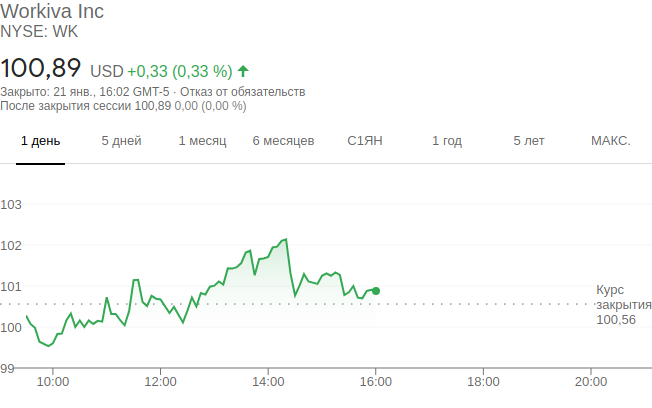 Workiva Inc
NYSE: WK
100,89 USD +0,33 (0,33 %)
Закрыто: 21 янв., 16:02 GMT-5 · Отказ от обязательств
После закрытия сессии 100,89 0,00 (0,00 %)
1 день 5 дней 1 месяц 6 месяцев С1ЯН 1 год 5 лет МАКС.
103
102
101
Курс
закрытия
100,56
100
99
10:00 12:00 14:00 16:00 18:00 20:00